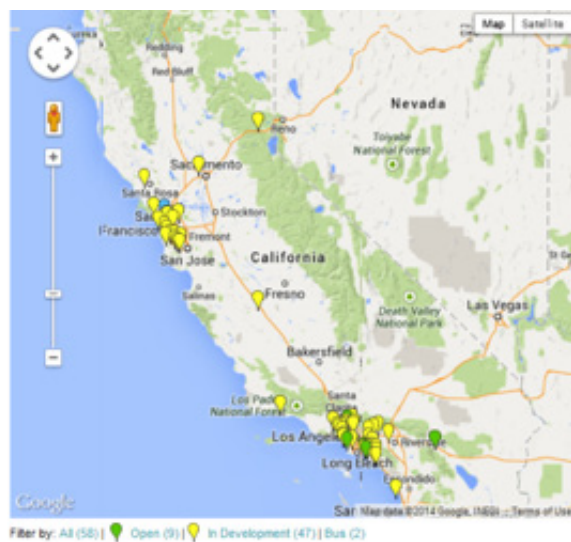 Eureka
Map
Satellite
Redding
Red Bluff
Nevada
Reno
Toiyabe
National Forest
Sacramento
Santa Rosa
Stockton
Francisco
Fremont
San Jose
California
Salinas
Fresno
Death Valley
National Park
Las Vegas
Bakersfield
Los Padres
National Forest
Santa
Clarita
Los Angeles
Riverside
Long Beach
Escondido
Google
Map data ©2014 Google, INEGI
Terms of Use
Filter by: All (58) | Open (9) | In Development (47) | Bus (2)